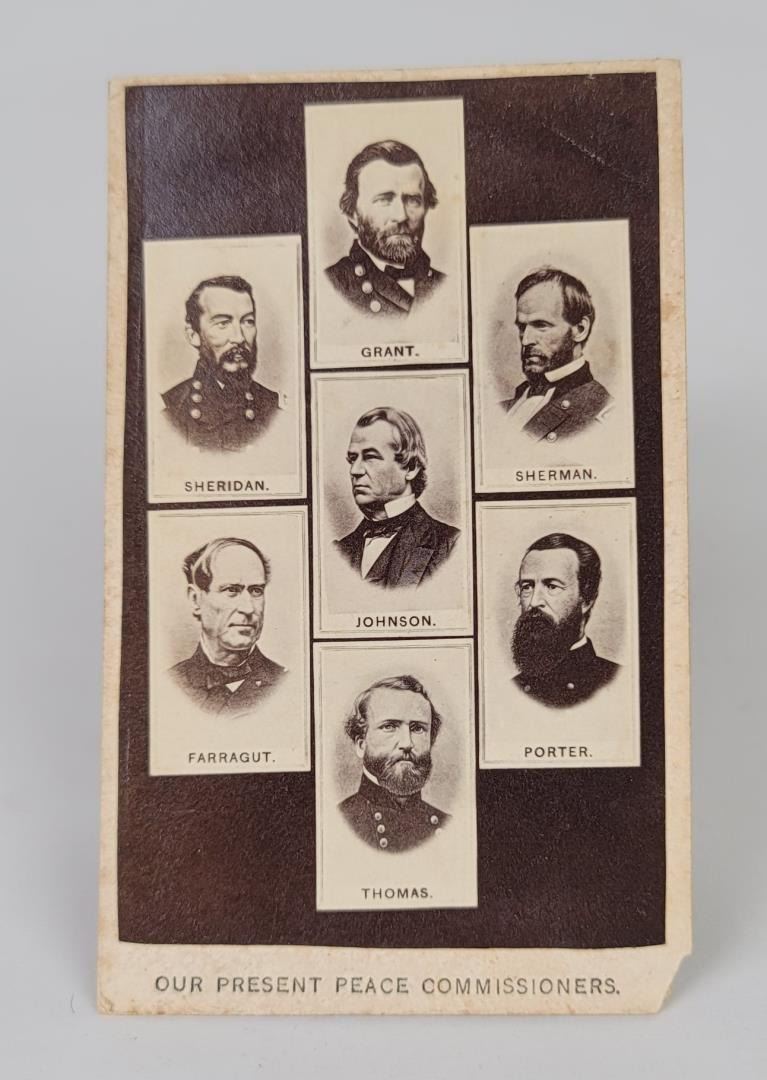 GRANT.
SHERIDAN.
SHERMAN.
JOHNSON.
FARRAGUT.
PORTER.
THOMAS.
OUR PRESENT PEACE COMMISSIONERS.